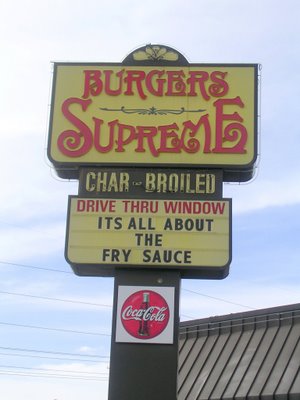 BURGERS
SUPREME
CHAR-BROILED
DRIVE THRU WINDOW
ITS ALL ABOUT
THE
FRY SAUCE
Coca-Cola